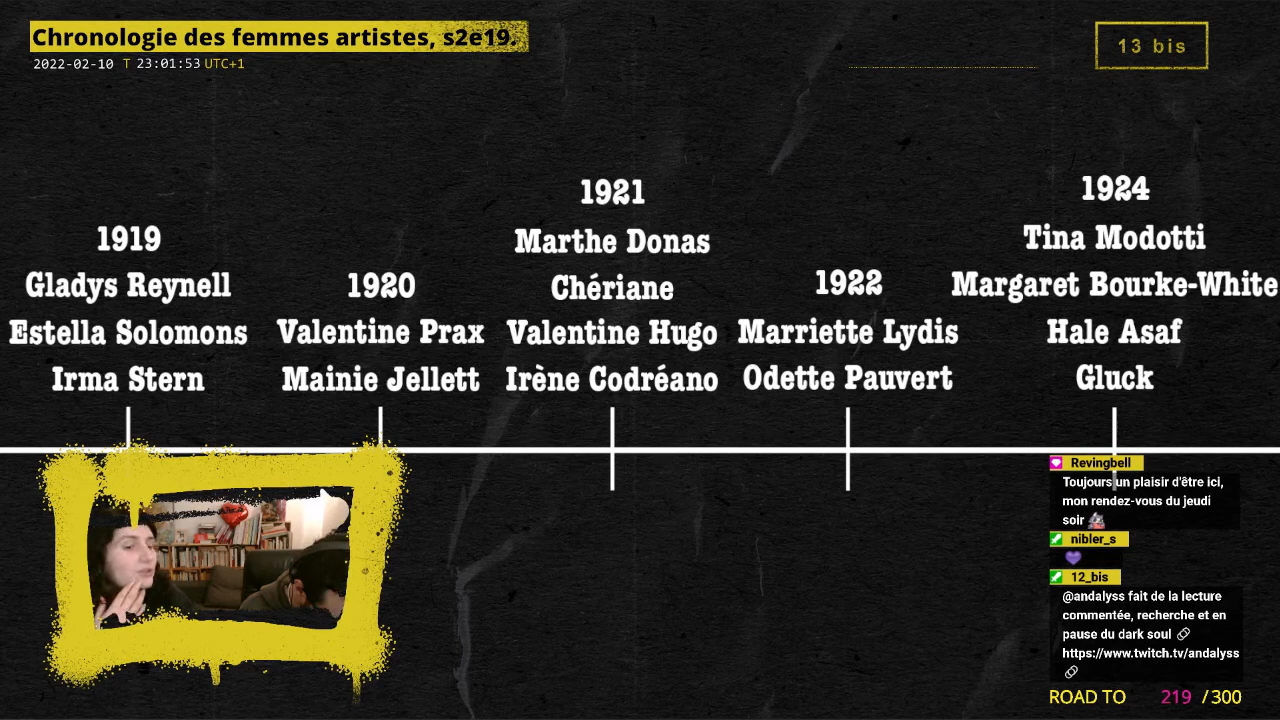 Chronologie des femmes artistes, s2e19.
2022-02-10 T 23:01:53 UTC+1
13 bis
1919
Gladys Reynell
Estella Solomons
Irma Stern
1920
Valentine Prax
Mainie Jellett
1921
Marthe Donas
Chériane
Valentine Hugo
Irène Codréano
1922
Marriette Lydis
Odette Pauvert
1924
Tina Modotti
Margaret Bourke-White
Hale Asaf
Gluck
Revingbell
Toujours un plaisir d'être ici,
mon rendez-vous du jeudi
soir
nibler_s
12_bis
@andalyss fait de la lecture
commentée, recherche et en
pause du dark soul
https://www.twitch.tv/andalyss
ROAD TO 219 / 300